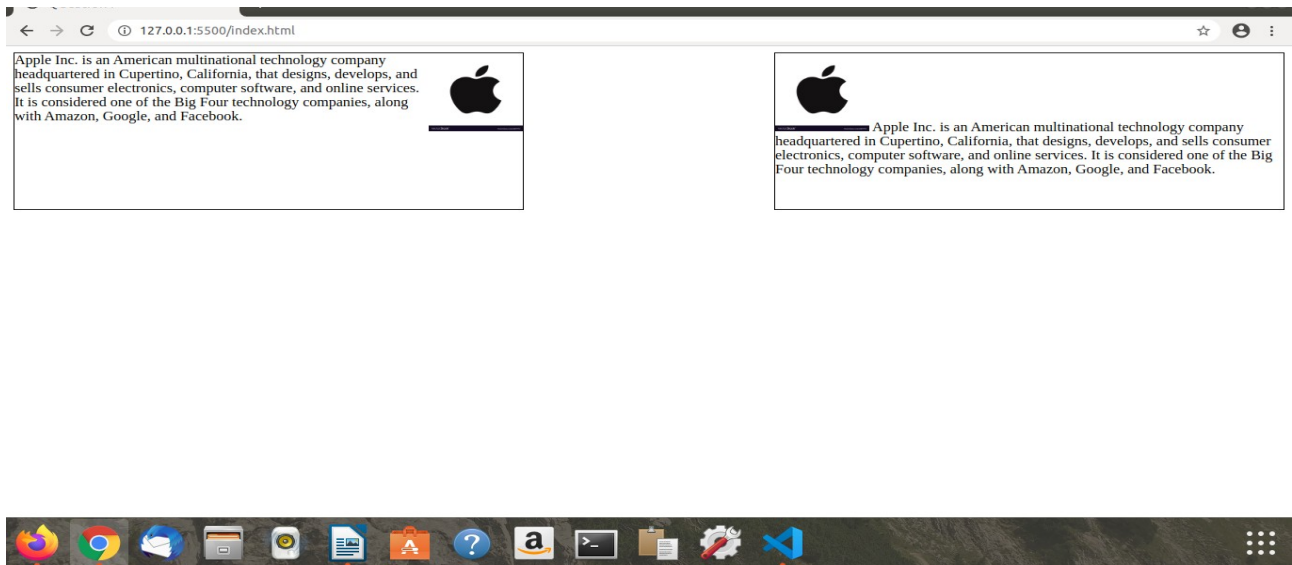 127.0.0.1:5500/index.html
Apple Inc. is an American multinational technology company
headquartered in Cupertino, California, that designs, develops, and
sells consumer electronics, computer software, and online services.
It is considered one of the Big Four technology companies, along
with Amazon, Google, and Facebook.
Apple Inc. is an American multinational technology company
headquartered in Cupertino, California, that designs, develops, and sells consumer
electronics, computer software, and online services. It is considered one of the Big
Four technology companies, along with Amazon, Google, and Facebook.